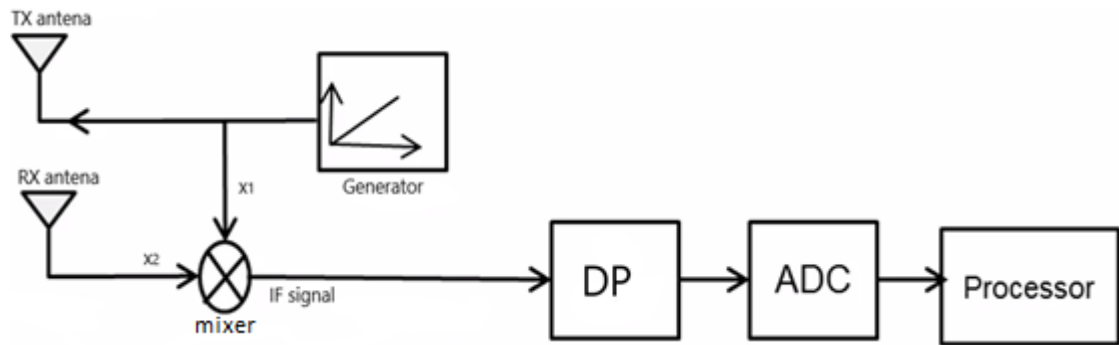 TX antena
Generator
RX antena
X1
X2
IF signal
mixer
DP
ADC
Processor